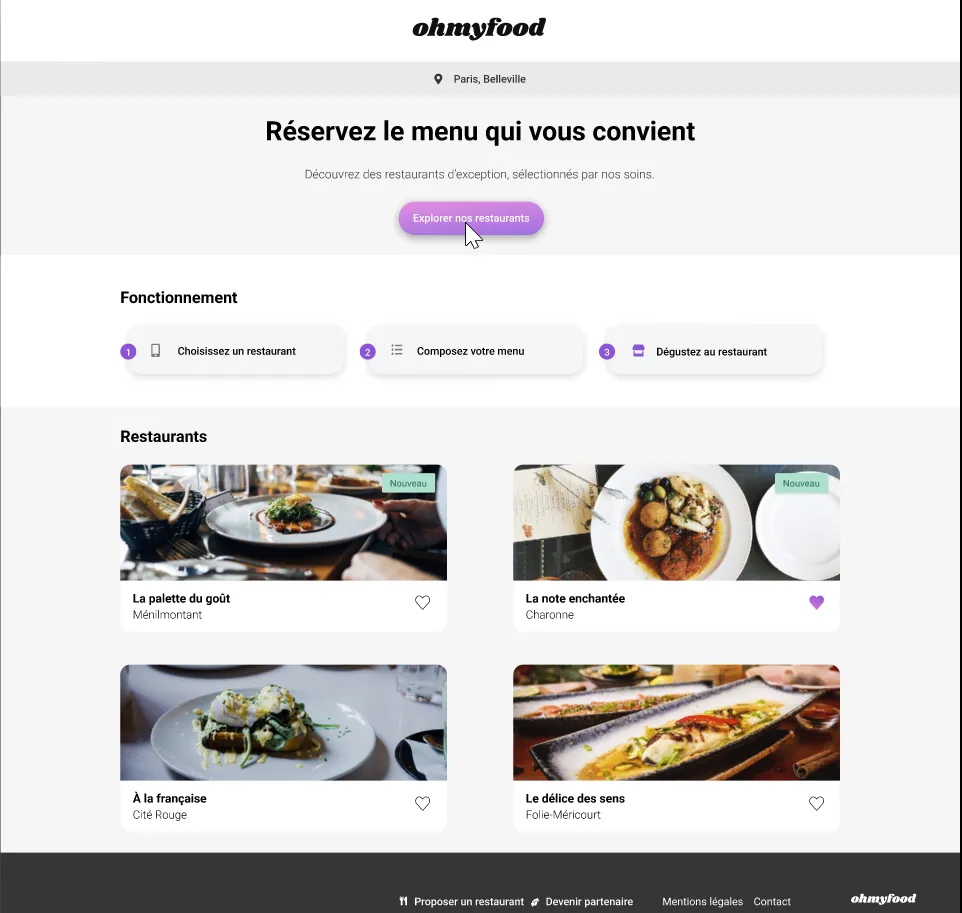 ohmyfood
Paris, Belleville
Réservez le menu qui vous convient
Découvrez des restaurants d'exception, sélectionnés par nos soins.
Explorer nos restaurants
Fonctionnement
1 Choisissez un restaurant
2 Composez votre menu
3 Dégustez au restaurant
Restaurants
Nouveau
La palette du goût
Ménilmontant
Nouveau
La note enchantée
Charonne
À la française
Cité Rouge
Le délice des sens
Folie-Méricourt
Proposer un restaurant Devenir partenaire Mentions légales Contact ohmyfood